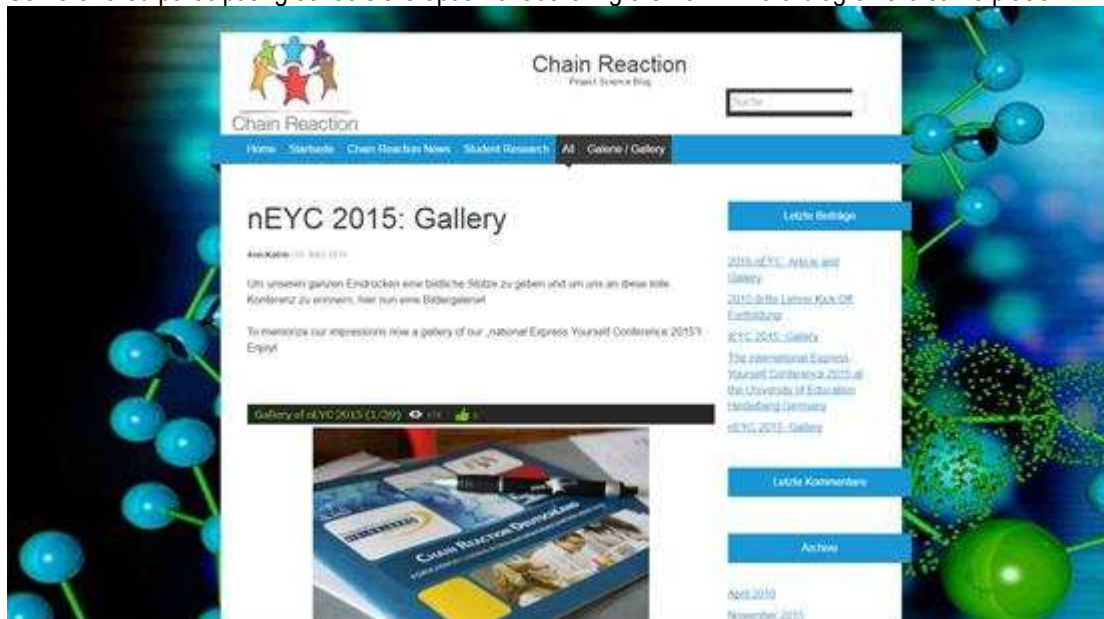 Chain Reaction
Chain Reaction
Project Science Blog
Suche
Home Startseite Chain Reaction News Student Research All Galerie / Gallery
nEYC 2015: Gallery
Um unseren ganzen Eindrücken eine bildliche Stütze zu geben und um uns an diese tolle
Konferenz zu erinnern, hier nun eine Bildergalerie!
To memorize our impressions now a gallery of our „national Express Yourself Conference 2015"!
Enjoy!
Gallery of nEYC 2015 (1/39)
CHAIN REACTION DEUTSCHLAND
Letzte Beiträge
2016 nEYC: Article and
Gallery
2015 dritte Lehrer Kick Off
Fortbildung
iEYC 2015: Gallery
The international Express
Yourself Conference 2015 at
the University of Education
Heidelberg Germany
nEYC 2015: Gallery
Letzte Kommentare
Archive
April 2016
November 2015